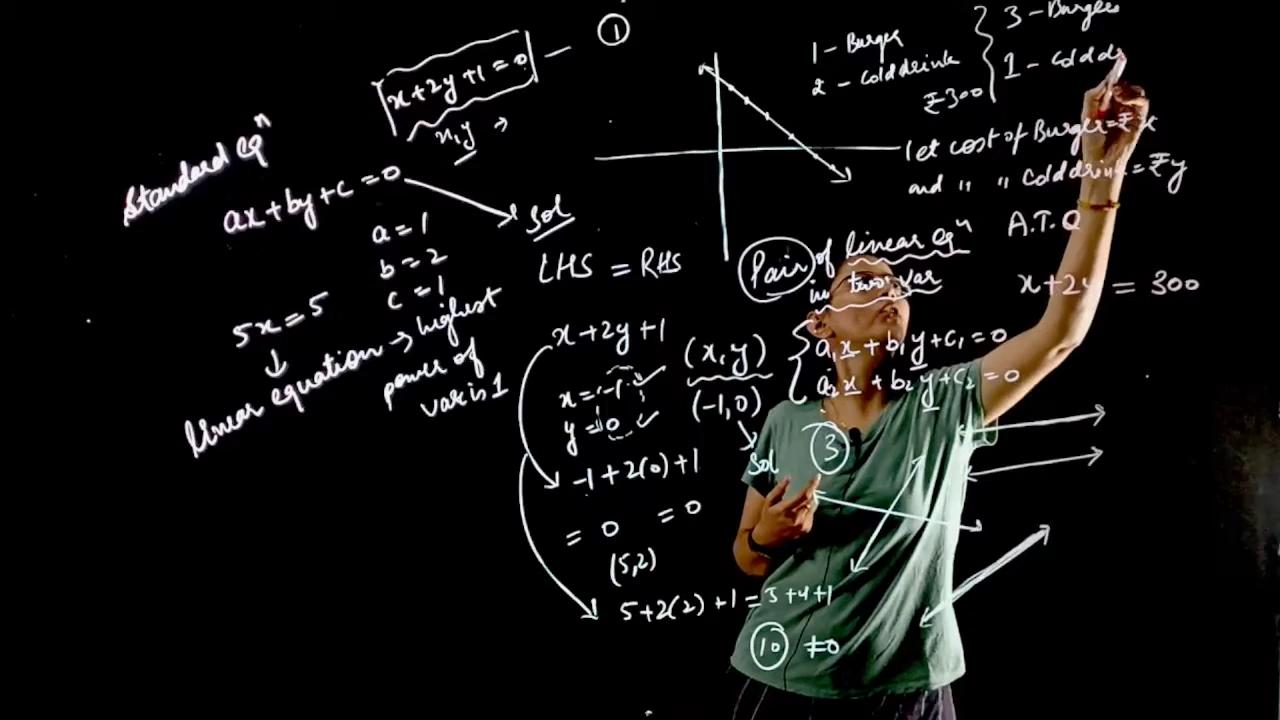 Standard eqⁿ
x+2y+1=0 — ①
x,y →
ax+by+c=0
a=1
b=2
c=1
5x=5
↓
linear equation → highest
power of
var is 1
Sol
LHS = RHS
x+2y+1
x=-1
y=0
(x,y)
(-1,0)
Sol
-1+2(0)+1
= 0 = 0
(5,2)
5+2(2)+1=5+4+1
10 ≠0
1 - Burger
2 - Colddrink
₹300
3 - Burger
1 - Coldd
let cost of Burger=₹x
and " " Colddrink=₹y
A.T.Q
x+2y = 300
Pair of linear eqⁿ
in two var
a₁x + b₁y+c₁=0
a₂x + b₂y+c₂=0
3